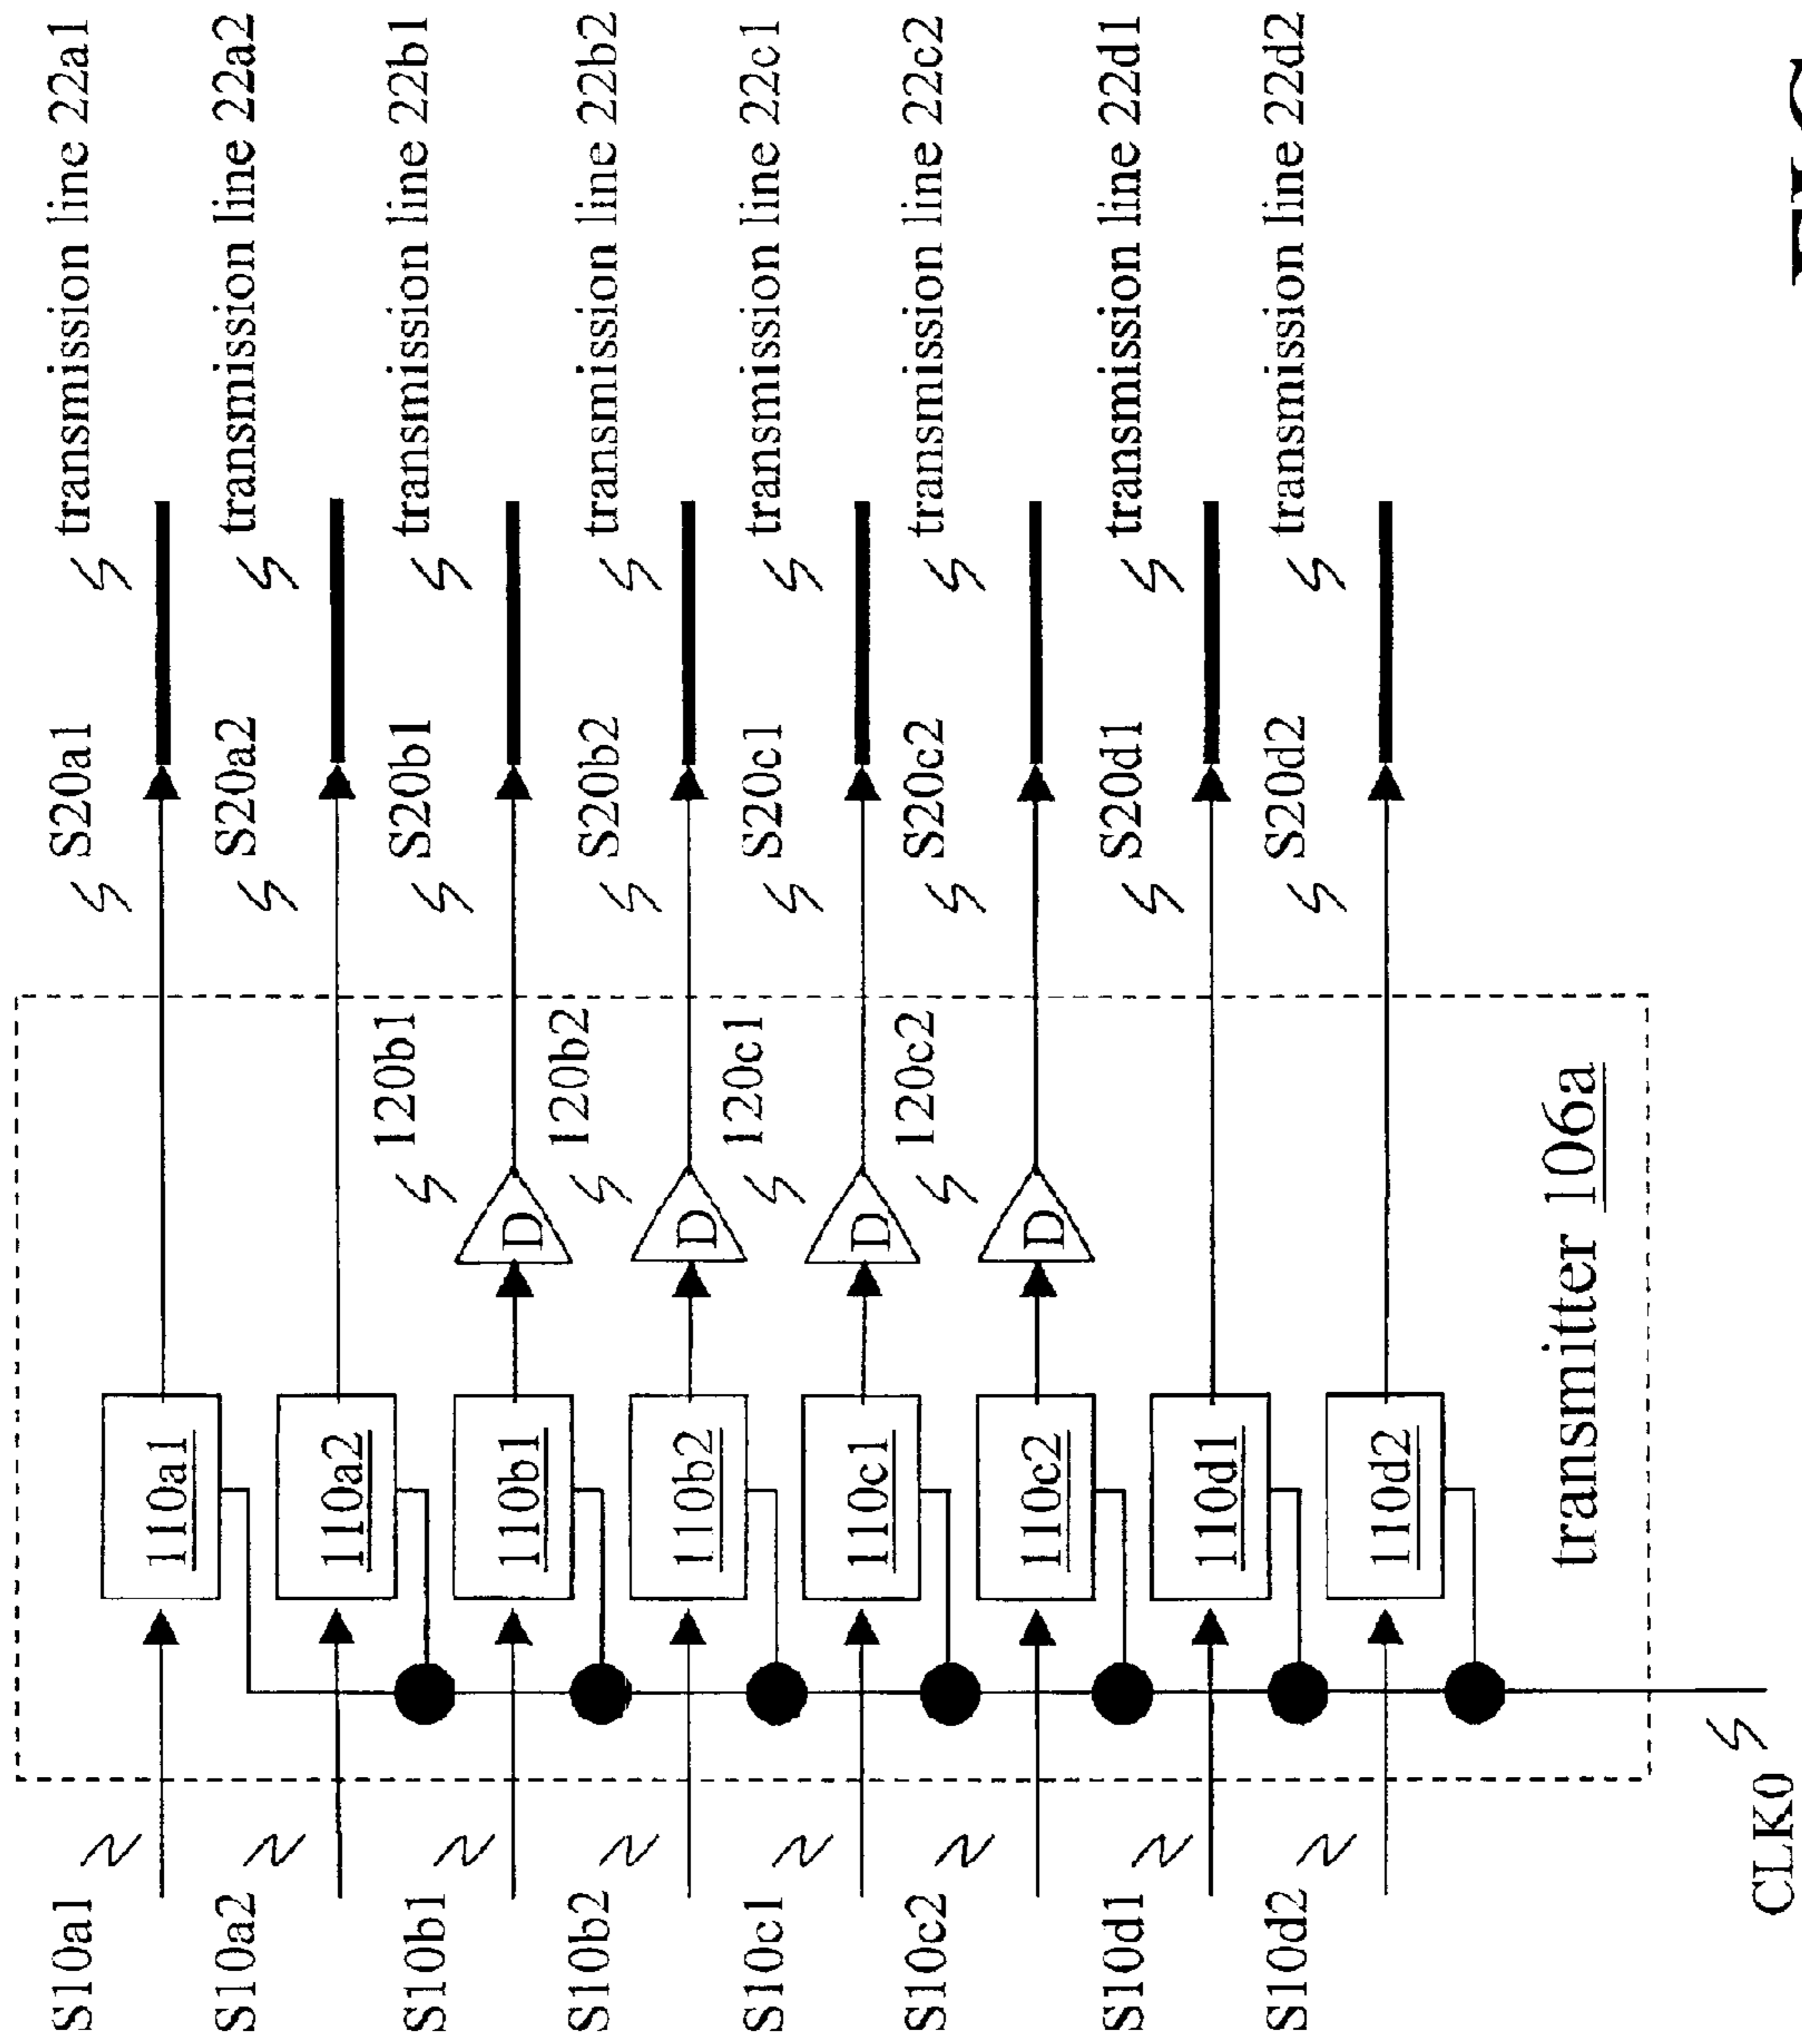 S10a1
S10a2
S10b1
S10b2
S10c1
S10c2
S10d1
S10d2
CLK0
110a1
110a2
110b1
110b2
110c1
110c2
110d1
110d2
D
D
D
D
120b1
120b2
120c1
120c2
transmitter 106a
S20a1
S20a2
S20b1
S20b2
S20c1
S20c2
S20d1
S20d2
transmission line 22a1
transmission line 22a2
transmission line 22b1
transmission line 22b2
transmission line 22c1
transmission line 22c2
transmission line 22d1
transmission line 22d2